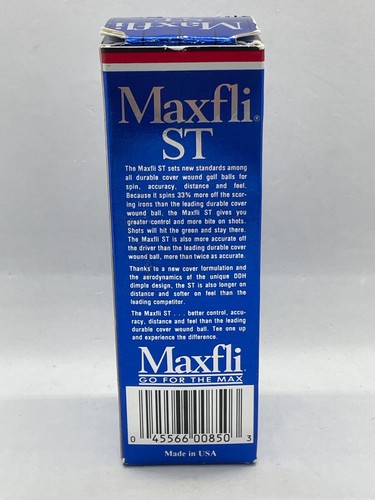 Maxfli
Maxfli®
ST
The Maxfli ST sets new standards among
all durable cover wound golf balls for
spin, accuracy, distance and feel.
Because it spins 33% more off the scor-
ing irons than the leading durable cover
wound ball, the Maxfli ST gives you
greater control and more bite on shots.
Shots will hit the green and stay there.
The Maxfli ST is also more accurate off
the driver than the leading durable cover
wound ball, more than twice as accurate.
Thanks to a new cover formulation and
the aerodynamics of the unique DDH
dimple design, the ST is also longer on
distance and softer on feel than the
leading competitor.
The Maxfli ST . . . better control, accu-
racy, distance and feel than the leading
durable cover wound ball. Tee one up
and experience the difference.
Maxfli®
GO FOR THE MAX
0 45566 00850 3
Made in USA